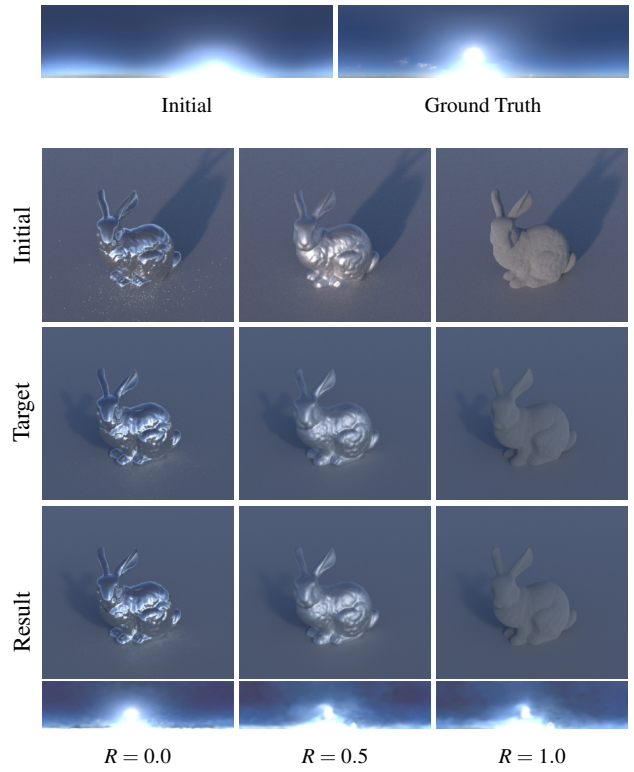 Initial
Ground Truth
Initial
Target
Result
R = 0.0
R = 0.5
R = 1.0